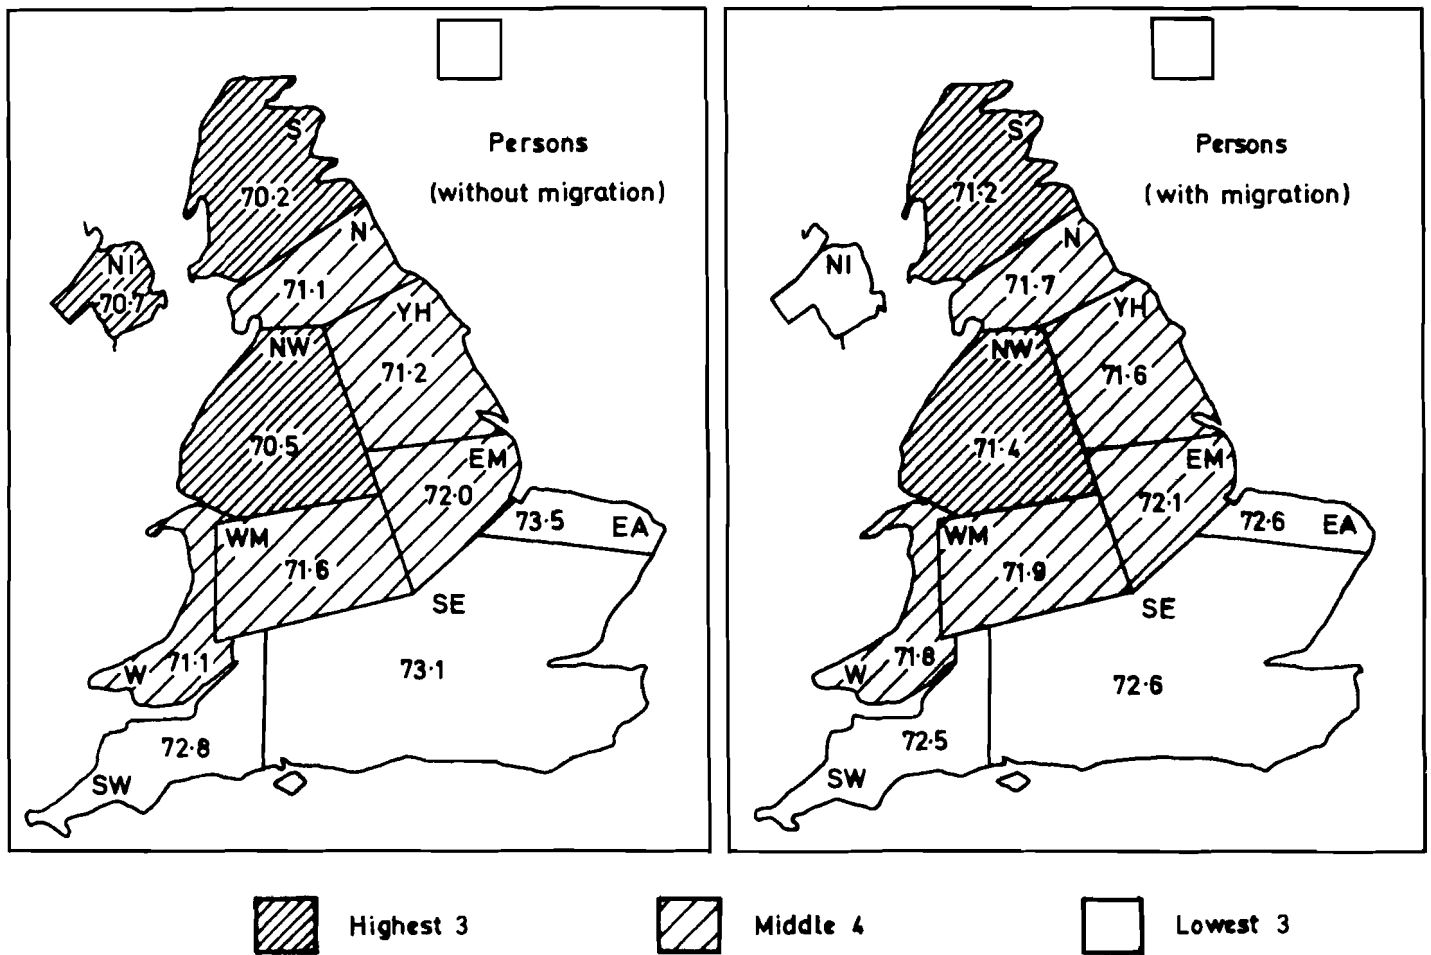 S
Persons
(without migration)
70·2
N
NI
71·1
70·7
YH
NW
71·2
70·5
EM
72·0
73·5
EA
WM
71·6
SE
W
71·1
73·1
72·8
SW
S
Persons
(with migration)
71·2
N
NI
71·7
YH
NW
71·6
71·4
EM
72·1
72·6
EA
WM
71·9
SE
W
71·8
72·6
72·5
SW
Highest 3
Middle 4
Lowest 3